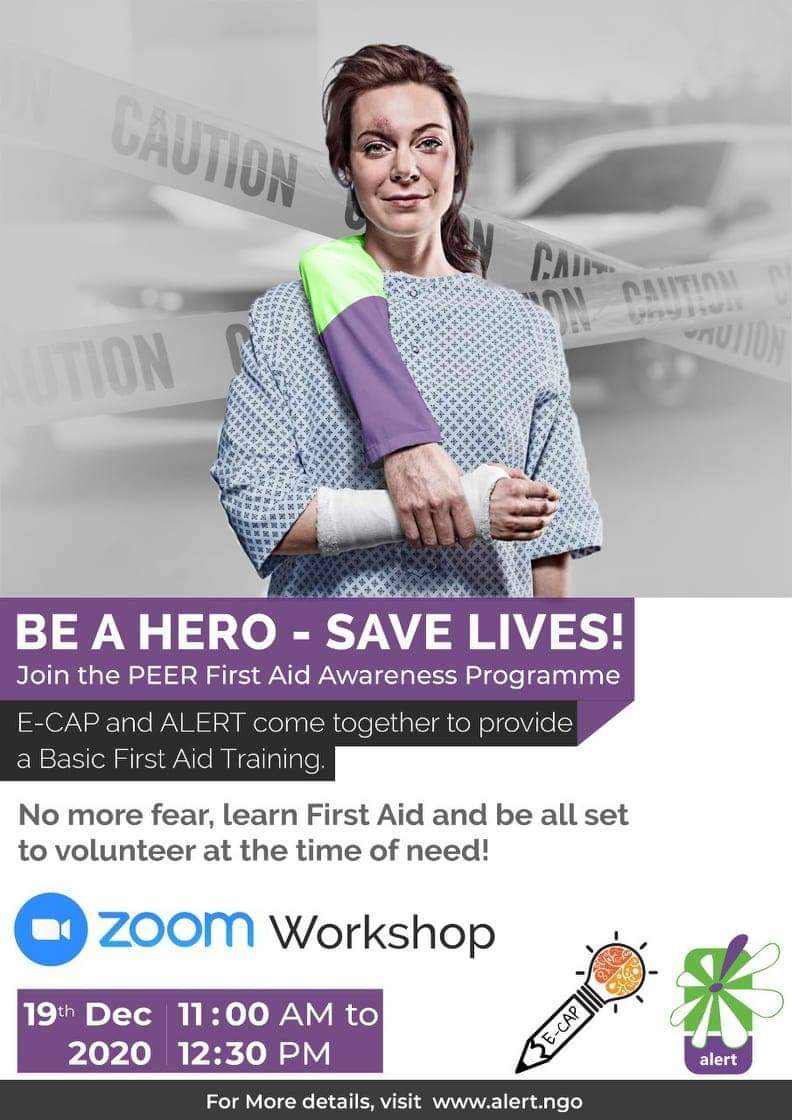 CAUTION
CAUTION
CAUTION
UTION
BE A HERO - SAVE LIVES!
Join the PEER First Aid Awareness Programme
E-CAP and ALERT come together to provide
a Basic First Aid Training.
No more fear, learn First Aid and be all set
to volunteer at the time of need!
zoom Workshop
19th Dec 11:00 AM to
2020 12:30 PM
E-CAP
alert
For More details, visit www.alert.ngo